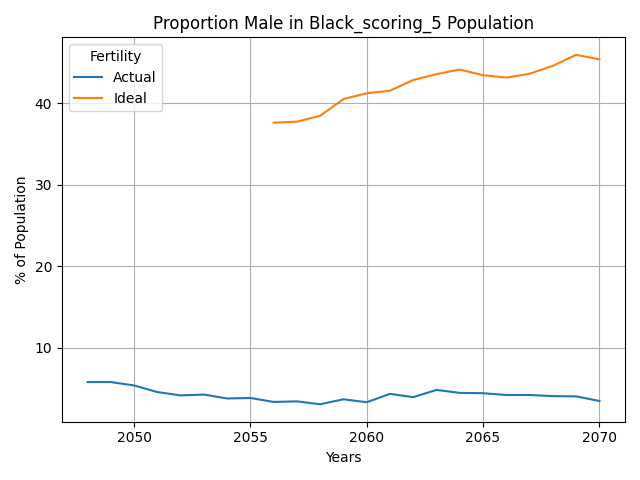 Proportion Male in Black_scoring_5 Population
Fertility
Actual
Ideal
% of Population
40
30
20
10
2050 2055 2060 2065 2070
Years